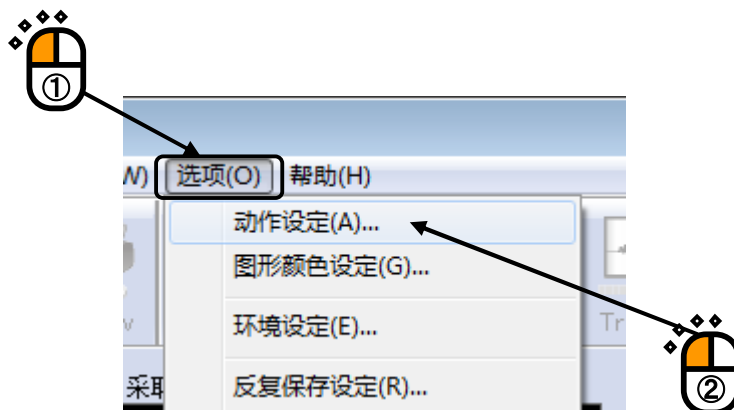 ①
W) 选项(O) 帮助(H)
动作设定(A)...
图形颜色设定(G)...
环境设定(E)...
Tr
采
反复保存设定(R)...
②